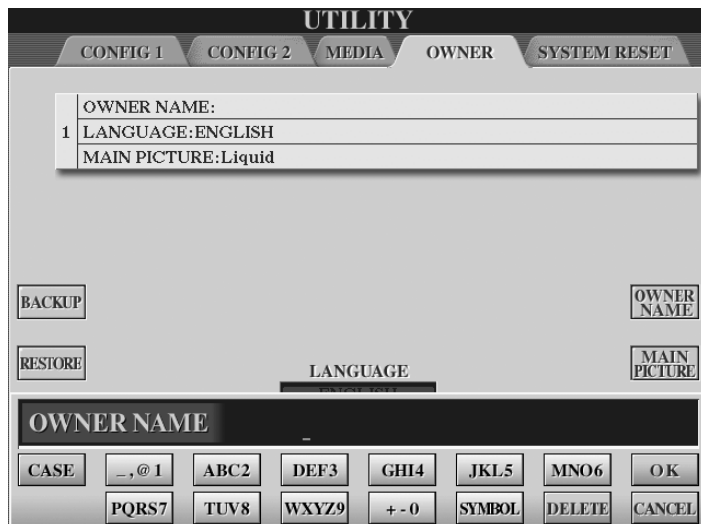 UTILITY
CONFIG 1 CONFIG 2 MEDIA OWNER SYSTEM RESET
OWNER NAME:
1 LANGUAGE:ENGLISH
MAIN PICTURE:Liquid
BACKUP
OWNER
NAME
RESTORE
LANGUAGE
MAIN
PICTURE
ENGLISH
OWNER NAME _
CASE _,@1 ABC2 DEF3 GHI4 JKL5 MNO6 OK
PQRS7 TUV8 WXYZ9 +-0 SYMBOL DELETE CANCEL